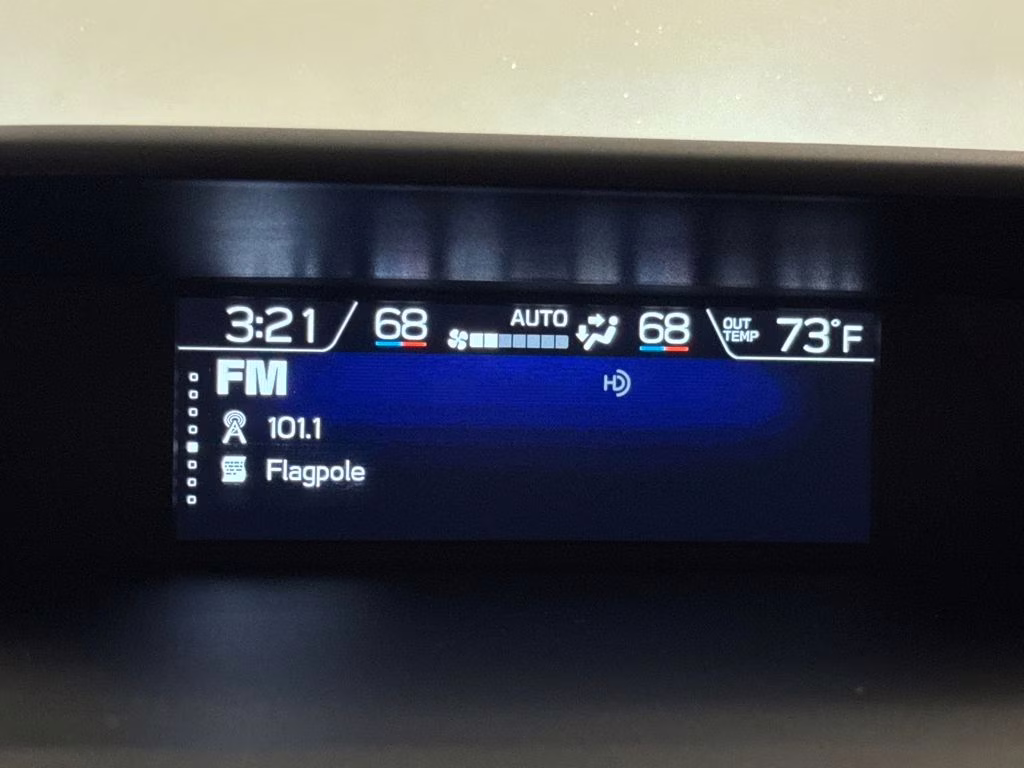 3:21 68 AUTO 68 OUT TEMP 73°F
FM HD
101.1
Flagpole